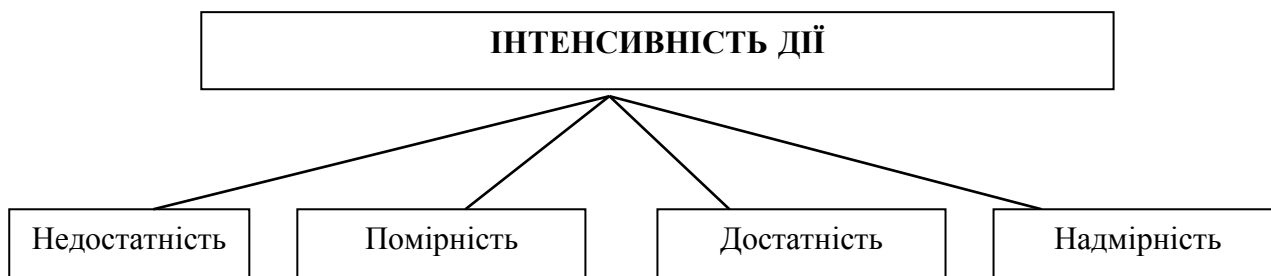 ІНТЕНСИВНІСТЬ ДІЇ
Недостатність Помірність Достатність Надмірність